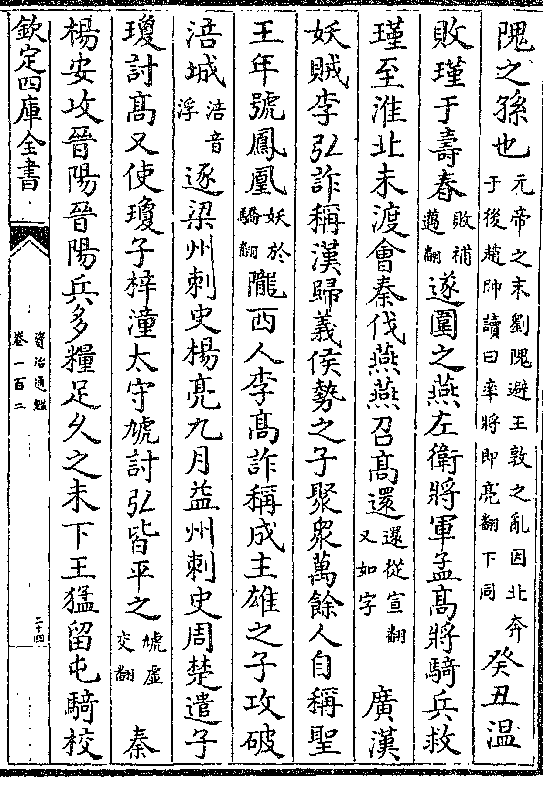 隗之孫也元帝之末劉隗避王敦之亂因北奔于後趙帥讀曰率將即亮翻下同癸丑温
敗瑾于壽春敗補邁翻遂圍之燕左衛將軍孟高將騎兵救
瑾至淮北未渡會秦伐燕燕召高還還從宣翻又如字廣漢
妖賊李弘詐稱漢歸義侯勢之子聚衆萬餘人自稱聖
王年號鳳凰妖於驕翻隴西人李高詐稱成主雄之子攻破
涪城涪音浮逐梁州刺史楊亮九月益州刺史周楚遣子
瓊討高又使瓊子梓潼太守虓討弘皆平之虓虛交翻秦
楊安攻晉陽晉陽兵多糧足久之未下王猛留屯騎校
欽定四庫全書
資治通鑑
卷一百二
二十四